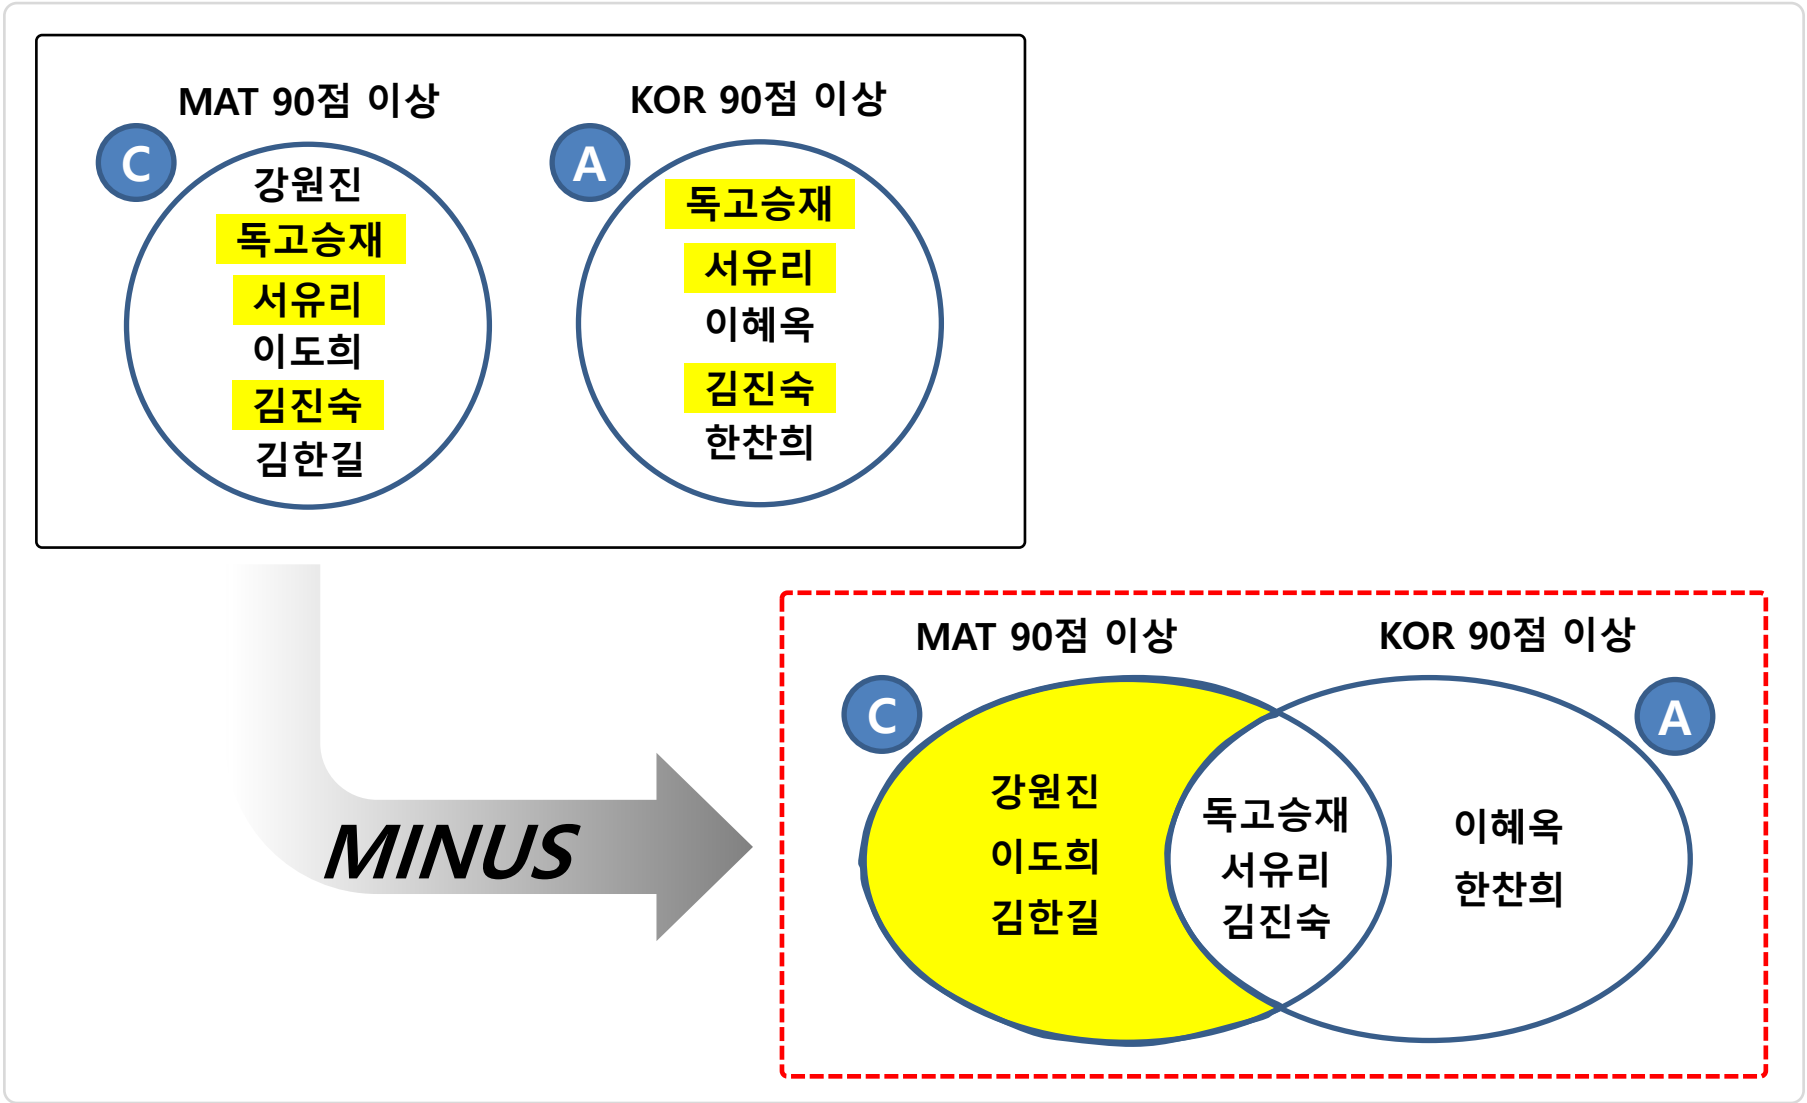 MAT 90점 이상
C
강원진
독고승재
서유리
이도희
김진숙
김한길
KOR 90점 이상
A
독고승재
서유리
이혜옥
김진숙
한찬희
MINUS
MAT 90점 이상
KOR 90점 이상
C
A
강원진
이도희
김한길
독고승재
서유리
김진숙
이혜옥
한찬희